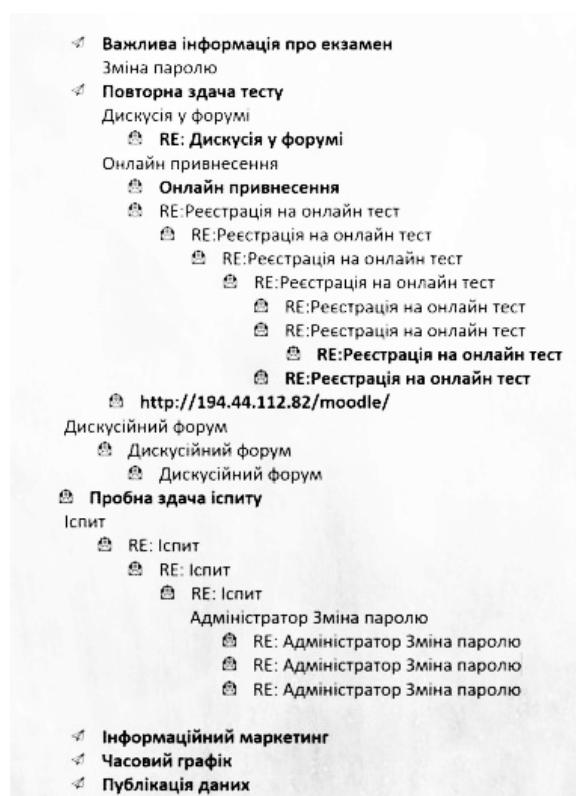 Важлива інформація про екзамен
Зміна паролю
Повторна здача тесту
Дискусія у форумі
RE: Дискусія у форумі
Онлайн привнесення
Онлайн привнесення
RE:Реєстрація на онлайн тест
RE:Реєстрація на онлайн тест
RE:Реєстрація на онлайн тест
RE:Реєстрація на онлайн тест
RE:Реєстрація на онлайн тест
RE:Реєстрація на онлайн тест
RE:Реєстрація на онлайн тест
RE:Реєстрація на онлайн тест
http://194.44.112.82/moodle/
Дискусійний форум
Дискусійний форум
Дискусійний форум
Пробна здача іспиту
Іспит
RE: Іспит
RE: Іспит
RE: Іспит
Адміністратор Зміна паролю
RE: Адміністратор Зміна паролю
RE: Адміністратор Зміна паролю
RE: Адміністратор Зміна паролю
Інформаційний маркетинг
Часовий графік
Публікація даних